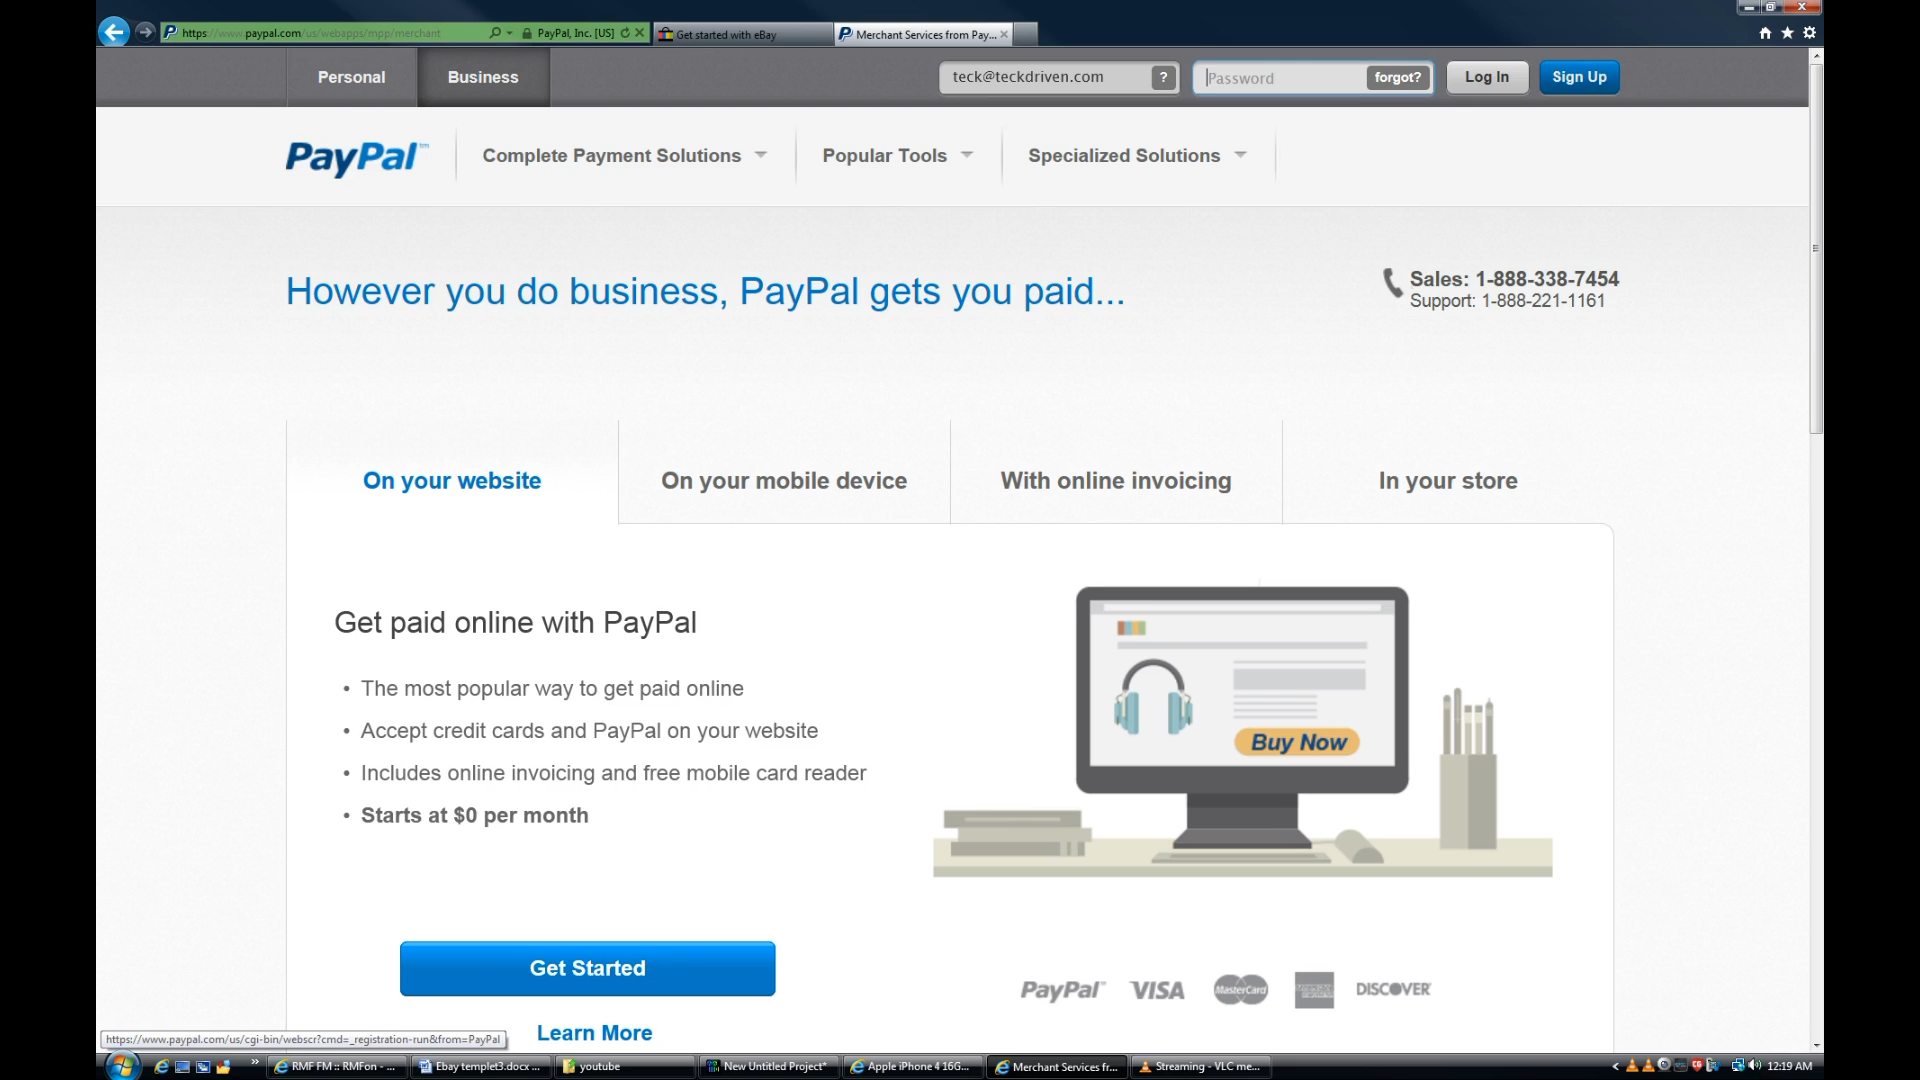 https://www.paypal.com/us/webapps/mpp/merchant
PayPal, Inc. [US]
Get started with eBay
Merchant Services from Pay...
Personal
Business
teck@teckdriven.com
?
Password
forgot?
Log In
Sign Up
PayPal™
Complete Payment Solutions
Popular Tools
Specialized Solutions
However you do business, PayPal gets you paid...
Sales: 1-888-338-7454
Support: 1-888-221-1161
On your website
On your mobile device
With online invoicing
In your store
Get paid online with PayPal
• The most popular way to get paid online
• Accept credit cards and PayPal on your website
• Includes online invoicing and free mobile card reader
• Starts at $0 per month
Buy Now
Get Started
PayPal
VISA
MasterCard
DISCOVER
Learn More
https://www.paypal.com/us/cgi-bin/webscr?cmd=_registration-run&from=PayPal
RMF FM :: RMFon - ...
Ebay templet3.docx ...
youtube
New Untitled Project*
Apple iPhone 4 16G...
Merchant Services fr...
Streaming - VLC me...
12:19 AM